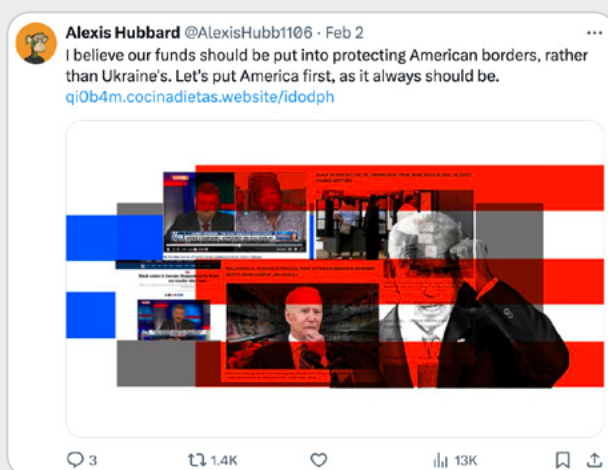 Alexis Hubbard @AlexisHubb1106 · Feb 2
I believe our funds should be put into protecting American borders, rather
than Ukraine's. Let's put America first, as it always should be.
qi0b4m.cocinadietas.website/idodph
3 1.4K 13K